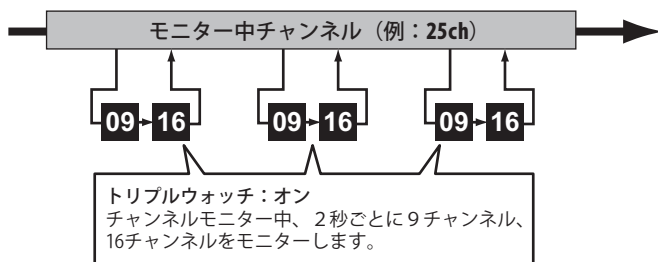 モニター中チャンネル（例：25ch）
09 16 09 16 09 16
トリプルウォッチ：オン
チャンネルモニター中、２秒ごとに９チャンネル、
16チャンネルをモニターします。